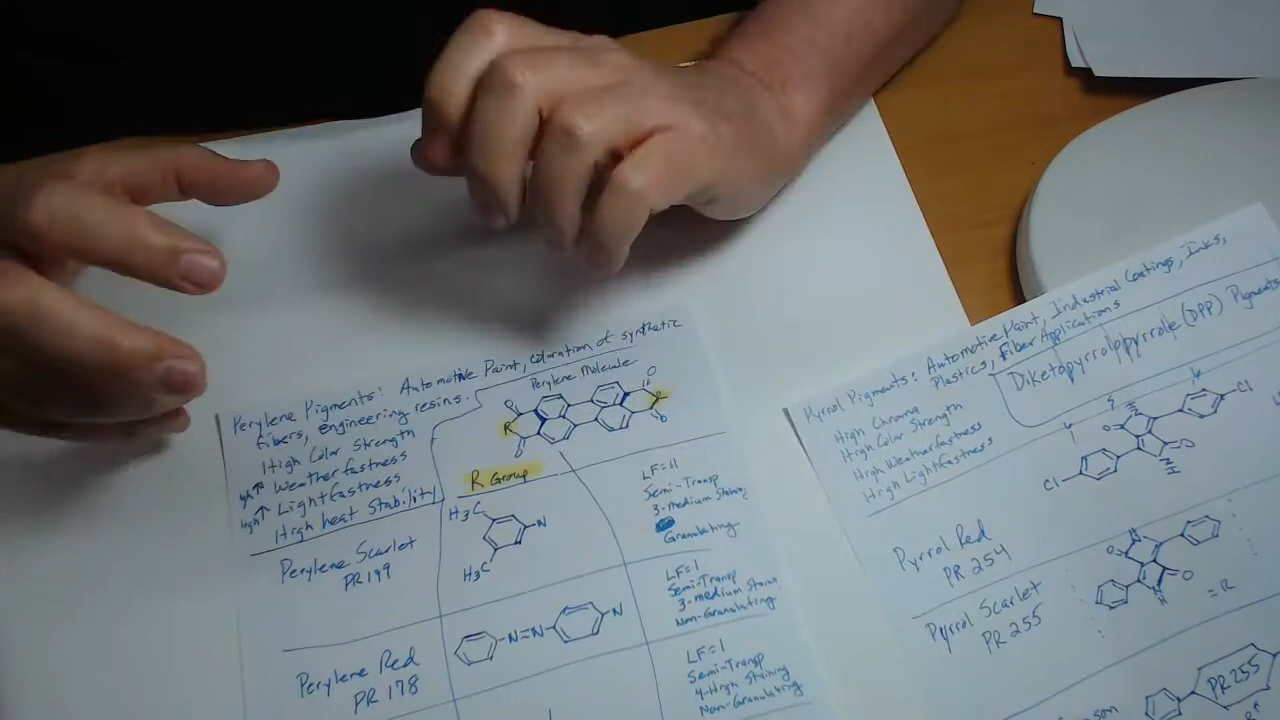 Perylene Pigments: Automotive Paint, coloration of synthetic
fibers, engineering resins.
High Color Strength
high ↑ Weatherfastness
high ↑ Lightfastness
High heat Stability
Perylene Molecule
O
O
R
R
O
O
R Group
Perylene Scarlet
PR 199
H3C
N
H3C
LF=II
Semi-Transp
3-medium Staining
Granulating
Perylene Red
PR 178
N=N
N
LF=I
Semi-Transp
3-medium Staining
Non-Granulating
LF=I
Semi-Transp
4-High Staining
Non-Granulating
Pyrrol Pigments: Automotive Paint, Industrial Coatings, Inks,
Plastics, Fiber Applications
High Chroma
High Color Strength
High Weatherfastness
High Lightfastness
Diketopyrrolopyrrole (DPP) Pigments
Cl
O
O
Cl
Pyrrol Red
PR 254
Pyrrol Scarlet
PR 255
O
O
=R
PR255